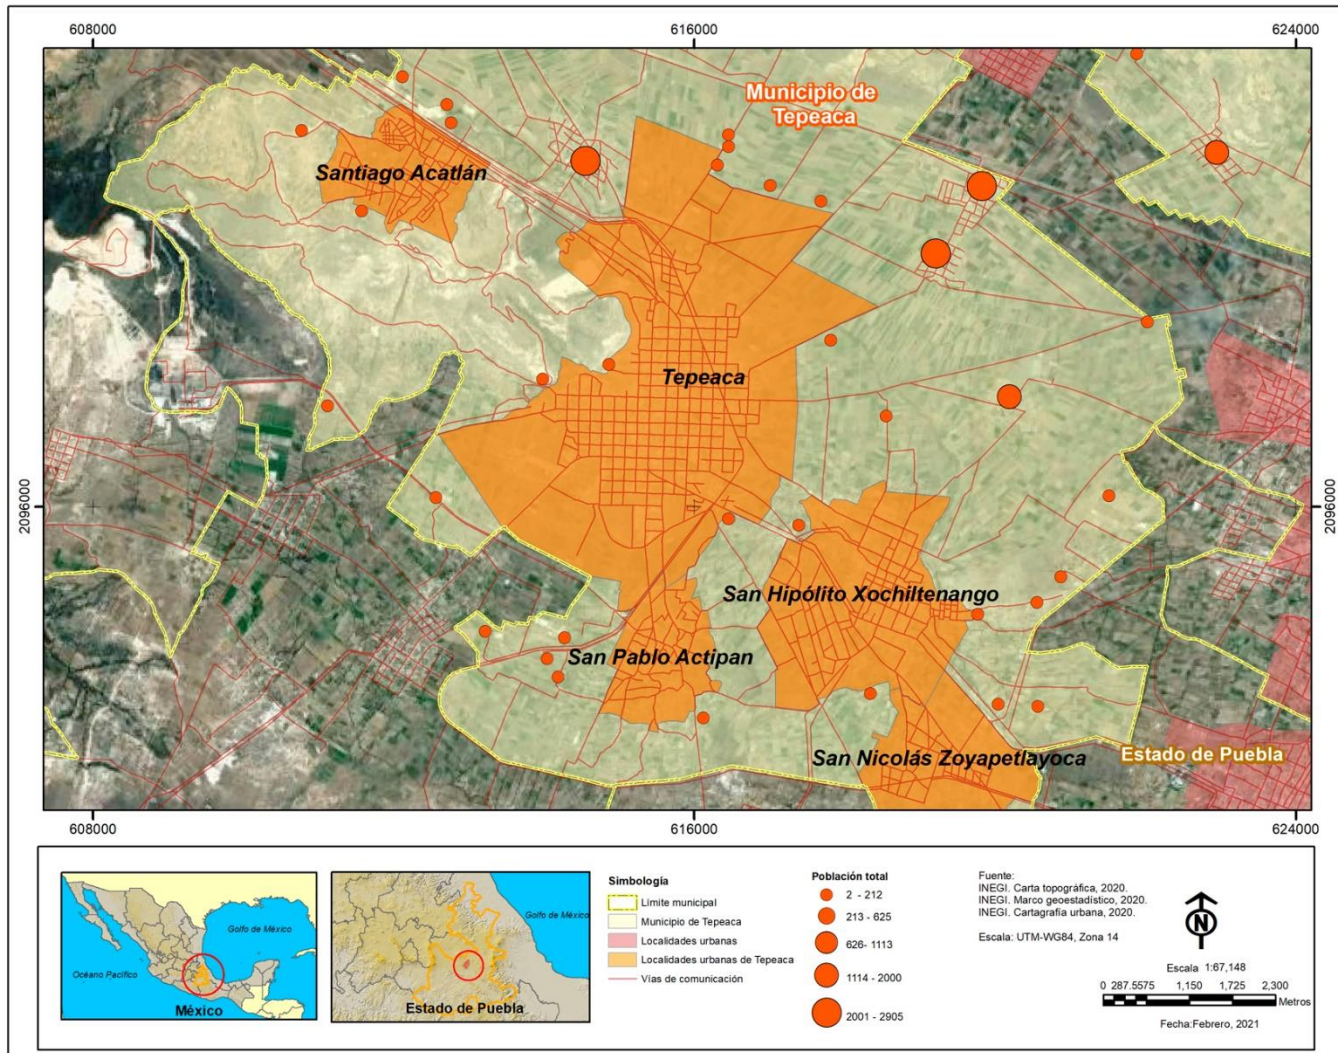 608000
616000
624000
Municipio de
Tepeaca
Santiago Acatlán
Tepeaca
2096000
2096000
San Hipólito Xochiltenango
San Pablo Actipan
San Nicolás Zoyapetlayoca
Estado de Puebla
608000
616000
624000
Golfo de México
Océano Pacífico
México
Golfo de México
Estado de Puebla
Simbología
Límite municipal
Municipio de Tepeaca
Localidades urbanas
Localidades urbanas de Tepeaca
Vías de comunicación
Población total
2 - 212
213 - 625
626- 1113
1114 - 2000
2001 - 2905
Fuente:
INEGI. Carta topográfica, 2020.
INEGI. Marco geoestadístico, 2020.
INEGI. Cartagrafía urbana, 2020.
Escala: UTM-WG84, Zona 14
N
Escala 1:67,148
0 287.5575 1,150 1,725 2,300
Metros
Fecha:Febrero, 2021